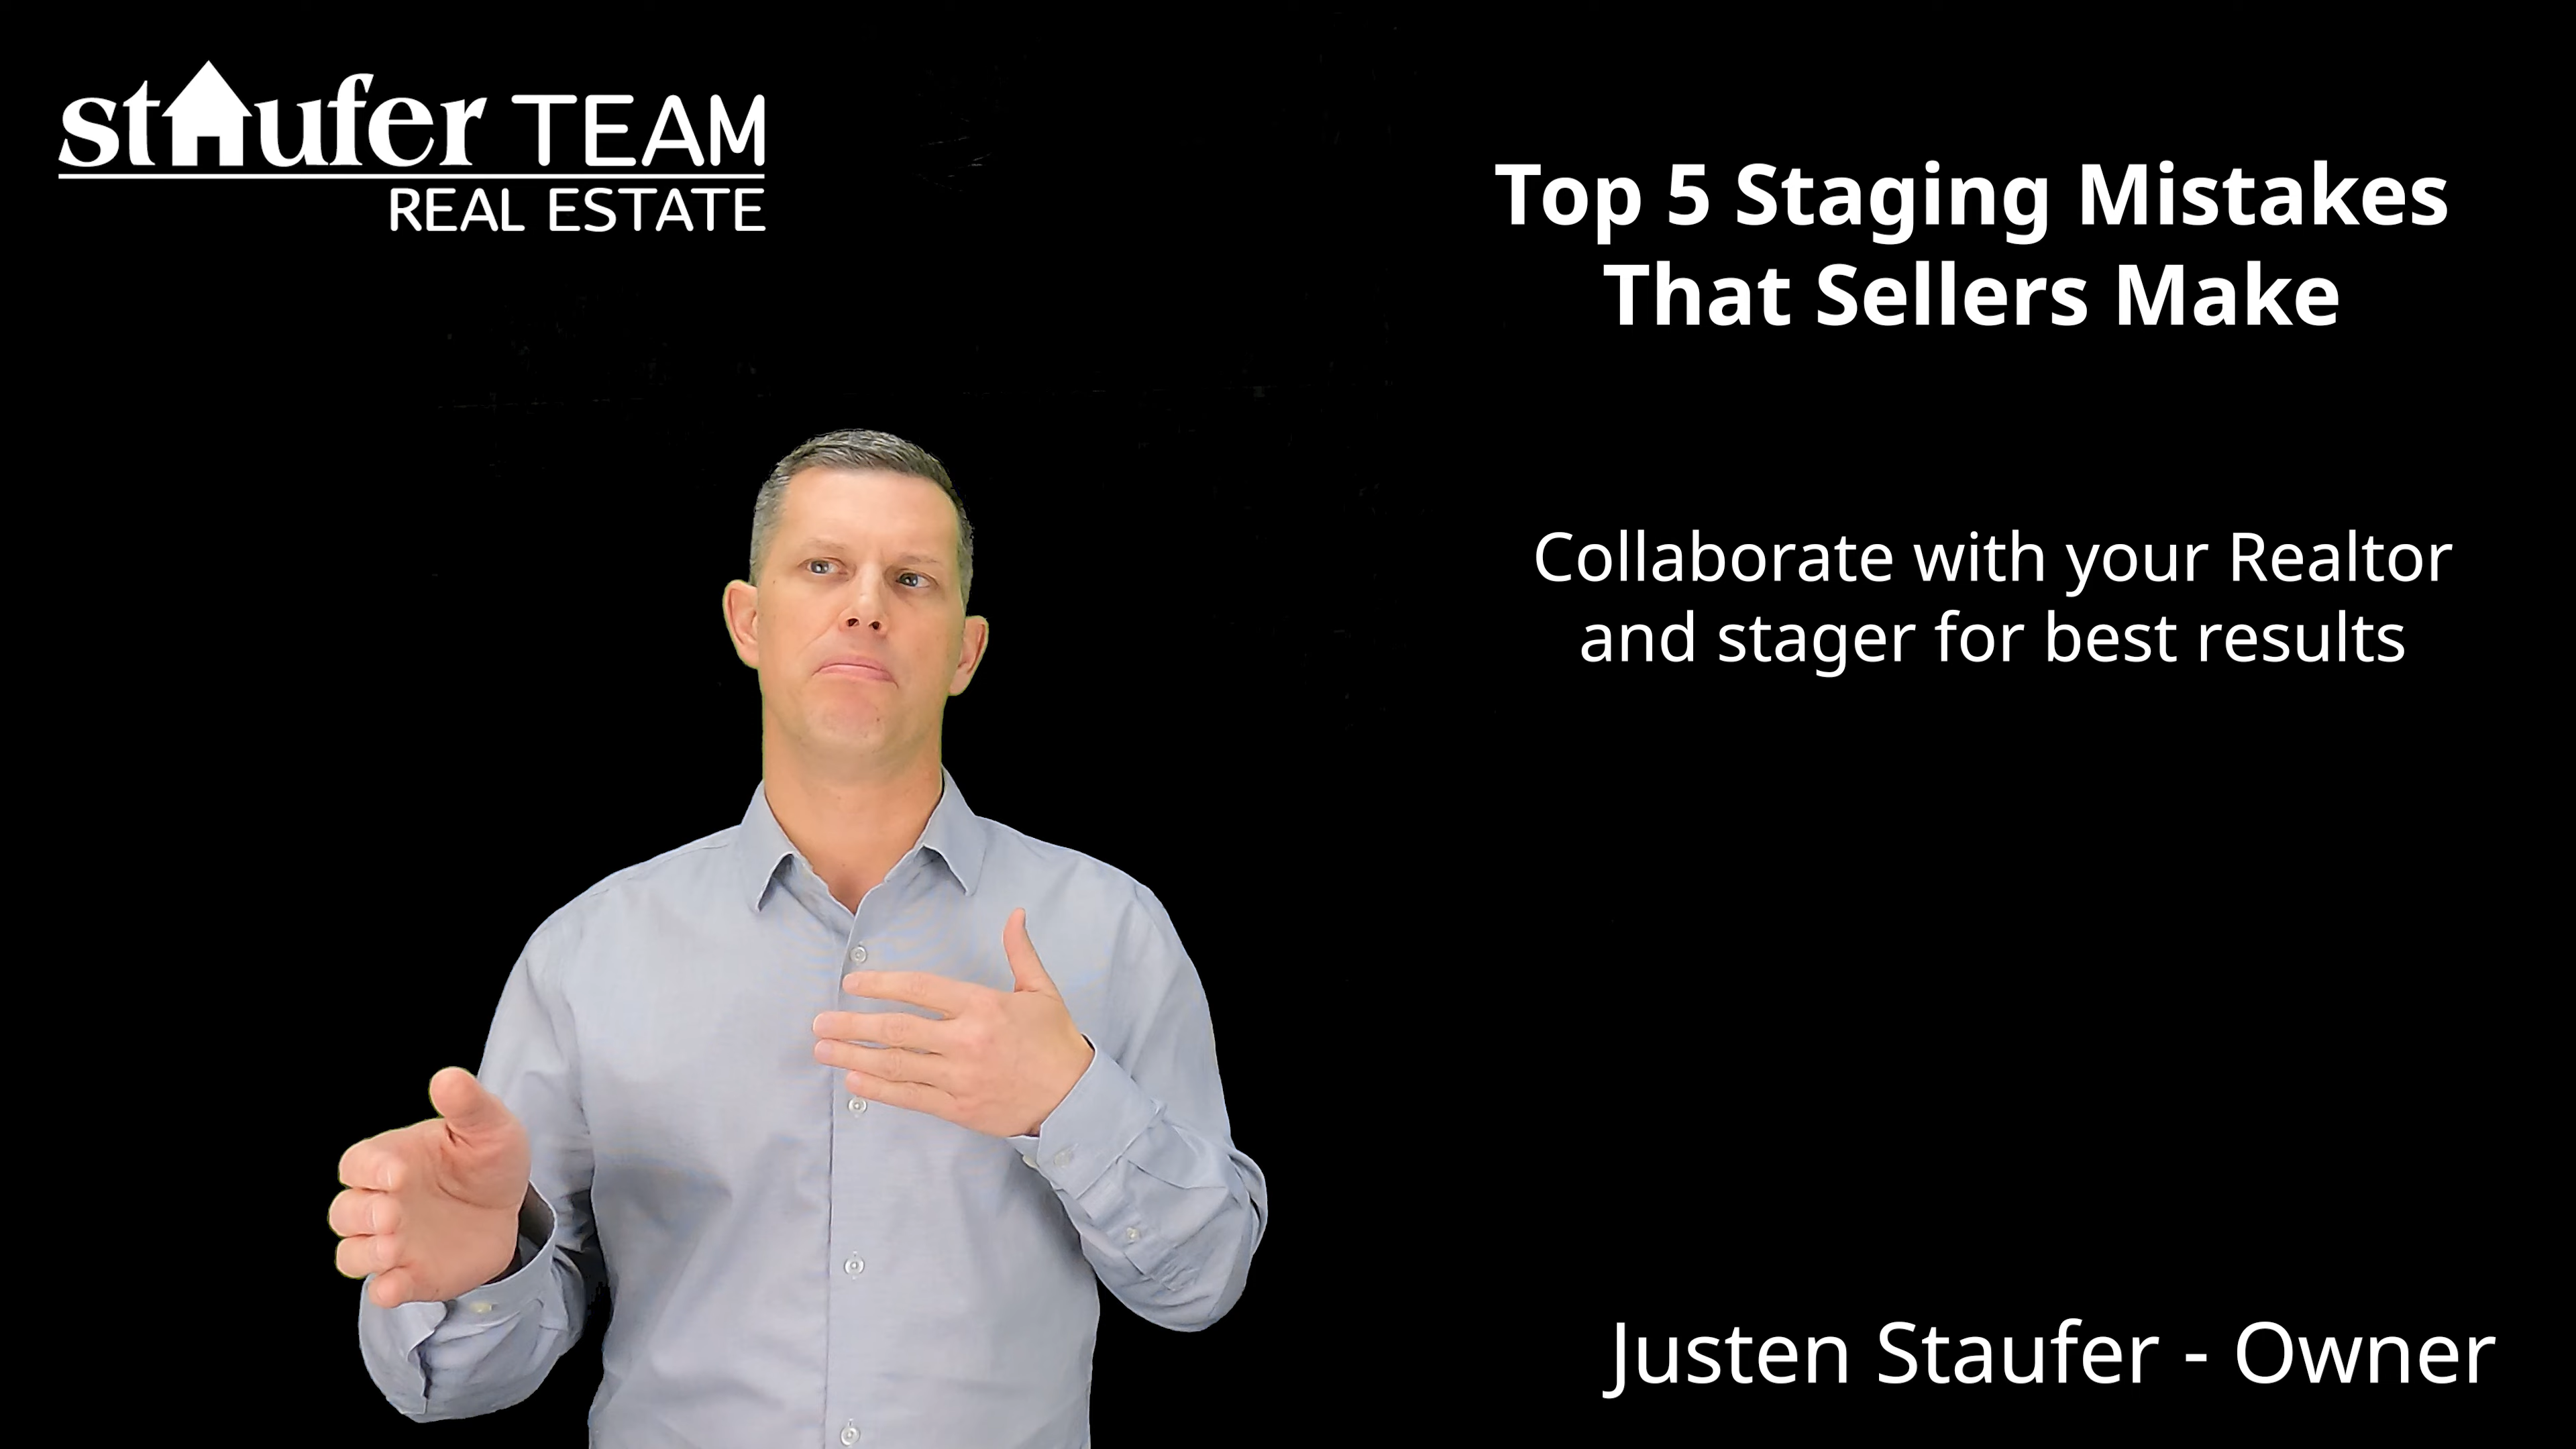 staufer TEAM
REAL ESTATE
Top 5 Staging Mistakes
That Sellers Make
Collaborate with your Realtor
and stager for best results
Justen Staufer - Owner